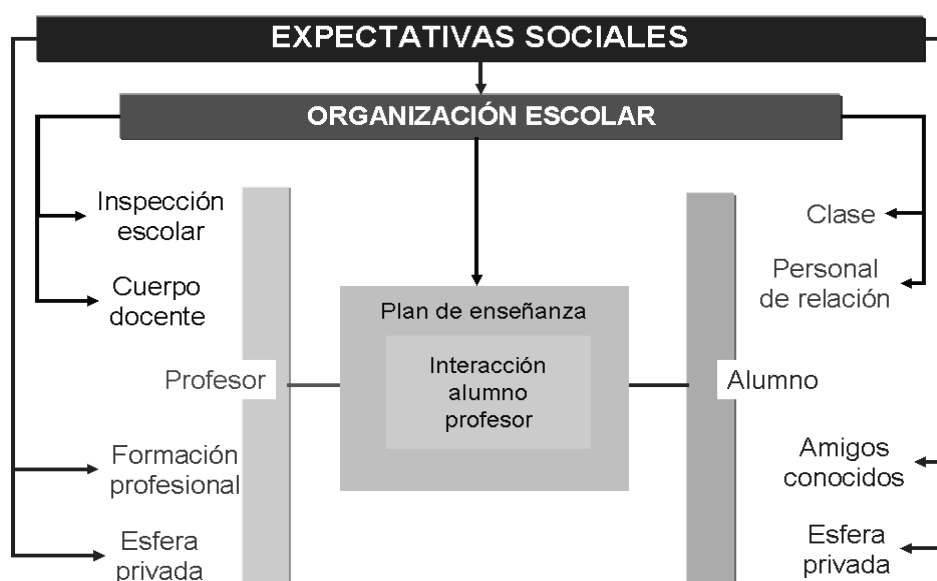 EXPECTATIVAS SOCIALES
ORGANIZACIÓN ESCOLAR
Inspección
escolar
Cuerpo
docente
Profesor
Formación
profesional
Esfera
privada
Plan de enseñanza
Interacción
alumno
profesor
Clase
Personal
de relación
Alumno
Amigos
conocidos
Esfera
privada